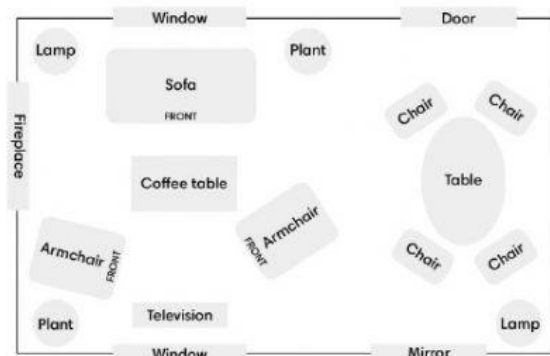 Window
Door
Lamp
Plant
Sofa
FRONT
Chair
Chair
Fireplace
Coffee table
Table
Armchair
FRONT
Armchair
FRONT
Chair
Chair
Plant
Television
Lamp
Window
Mirror